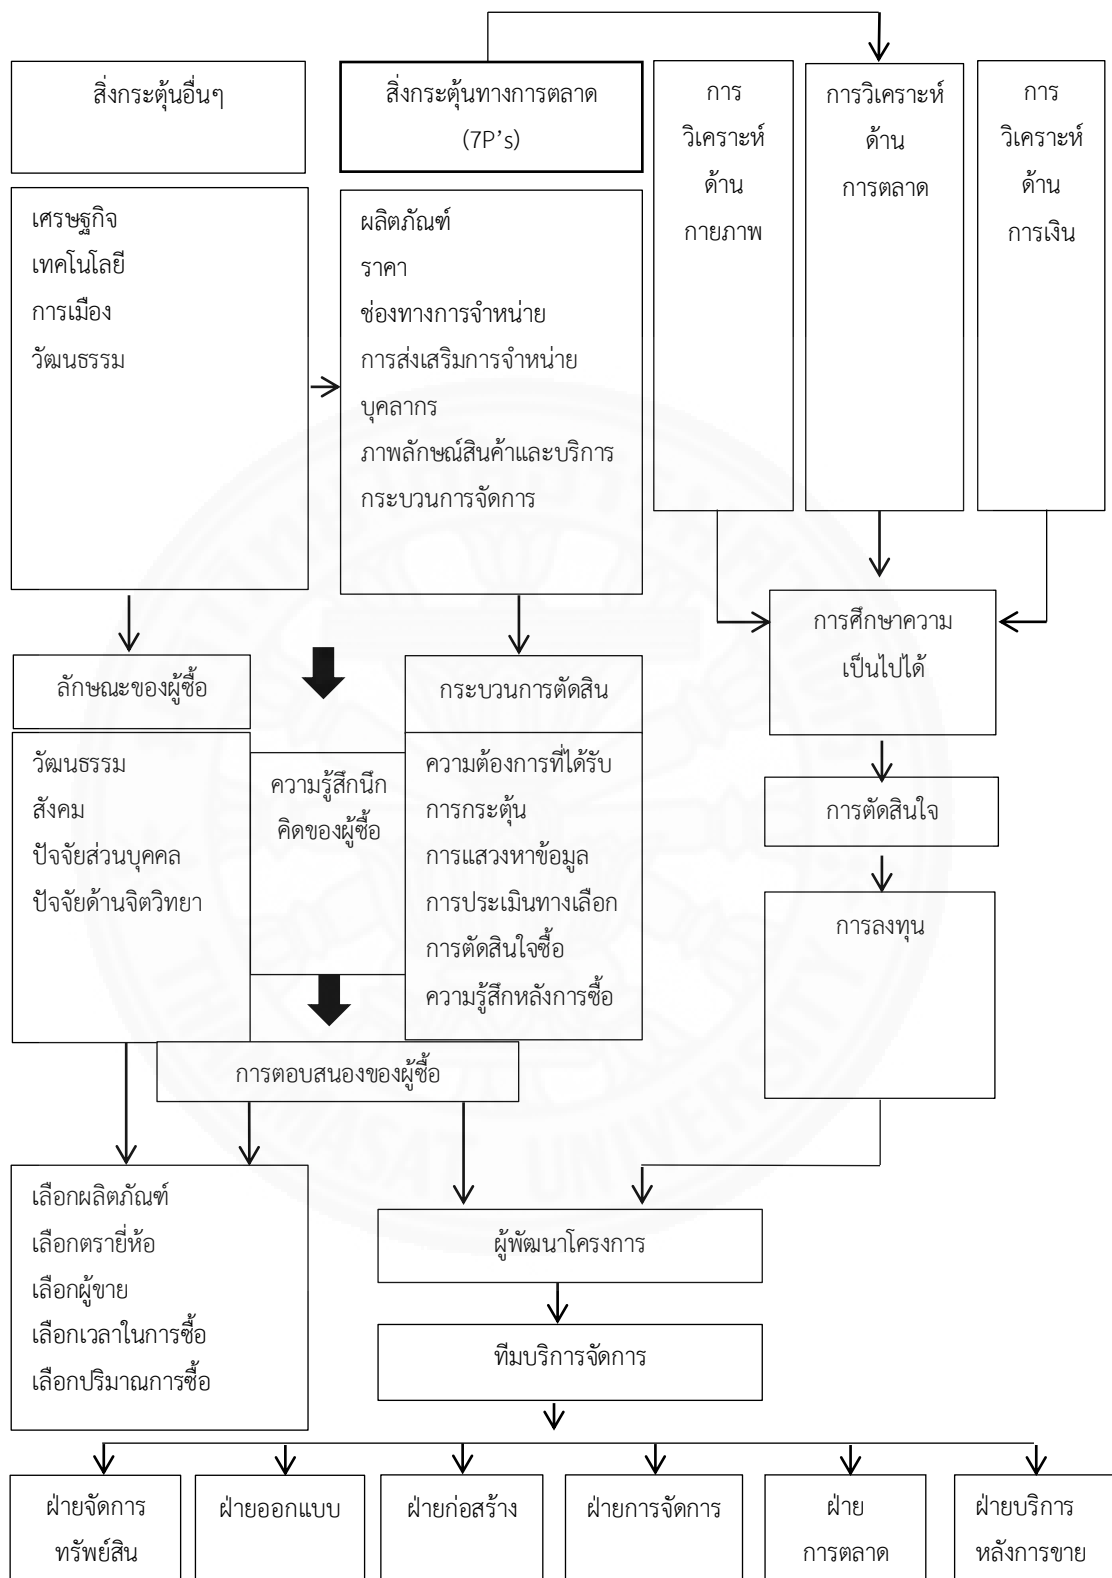 สิ่งกระตุ้นอื่นๆ
สิ่งกระตุ้นทางการตลาด
(7P’s)
การ
วิเคราะห์
ด้าน
กายภาพ
การวิเคราะห์
ด้าน
การตลาด
การ
วิเคราะห์
ด้าน
การเงิน
เศรษฐกิจ
เทคโนโลยี
การเมือง
วัฒนธรรม
ผลิตภัณฑ์
ราคา
ช่องทางการจำหน่าย
การส่งเสริมการจำหน่าย
บุคลากร
ภาพลักษณ์สินค้าและบริการ
กระบวนการจัดการ
การศึกษาความ
เป็นไปได้
ลักษณะของผู้ซื้อ
กระบวนการตัดสิน
วัฒนธรรม
สังคม
ปัจจัยส่วนบุคคล
ปัจจัยด้านจิตวิทยา
ความรู้สึกนึก
คิดของผู้ซื้อ
ความต้องการที่ได้รับ
การกระตุ้น
การแสวงหาข้อมูล
การประเมินทางเลือก
การตัดสินใจซื้อ
ความรู้สึกหลังการซื้อ
การตัดสินใจ
การลงทุน
การตอบสนองของผู้ซื้อ
เลือกผลิตภัณฑ์
เลือกตรายี่ห้อ
เลือกผู้ขาย
เลือกเวลาในการซื้อ
เลือกปริมาณการซื้อ
ผู้พัฒนาโครงการ
ทีมบริการจัดการ
ฝ่ายจัดการ
ทรัพย์สิน
ฝ่ายออกแบบ
ฝ่ายก่อสร้าง
ฝ่ายการจัดการ
ฝ่าย
การตลาด
ฝ่ายบริการ
หลังการขาย
THAMMASAT UNIVERSITY